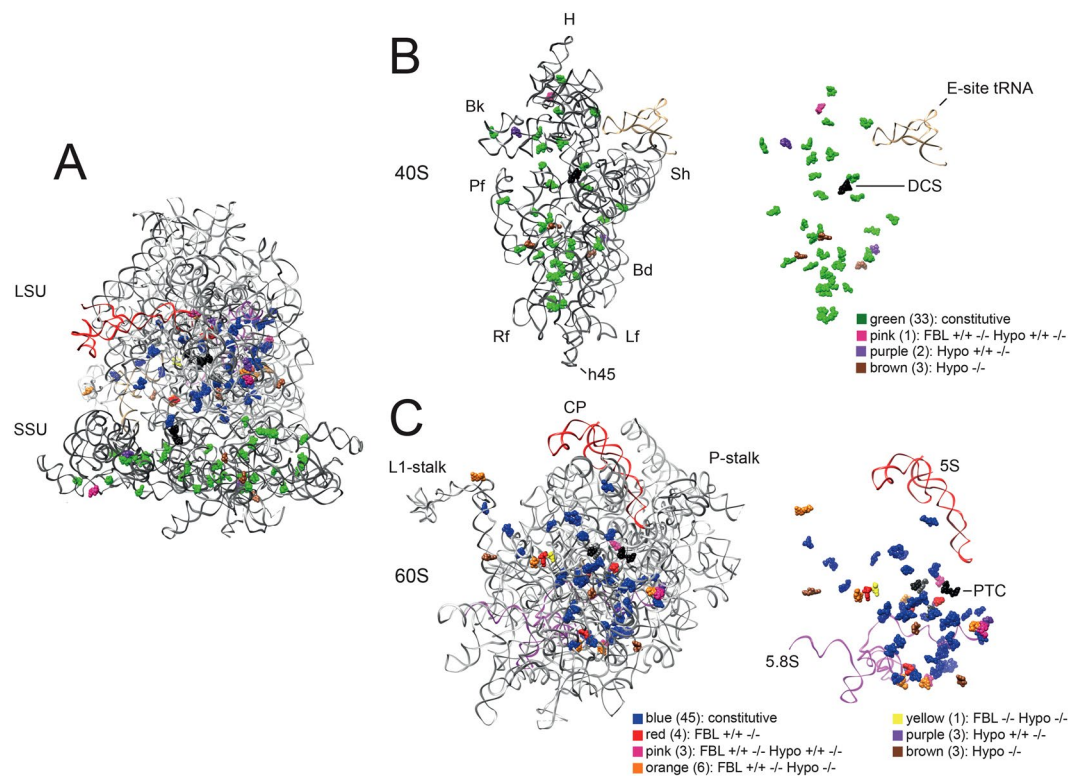 A
LSU
SSU
B
40S
H
Bk
Pf
Sh
Bd
Rf
Lf
h45
E-site tRNA
DCS
green (33): constitutive
pink (1): FBL +/+ -/- Hypo +/+ -/-
purple (2): Hypo +/+ -/-
brown (3): Hypo -/-
C
60S
CP
L1-stalk
P-stalk
5S
PTC
5.8S
blue (45): constitutive
red (4): FBL +/+ -/-
pink (3): FBL +/+ -/- Hypo +/+ -/-
orange (6): FBL +/+ -/- Hypo -/-
yellow (1): FBL -/- Hypo -/-
purple (3): Hypo +/+ -/-
brown (3): Hypo -/-